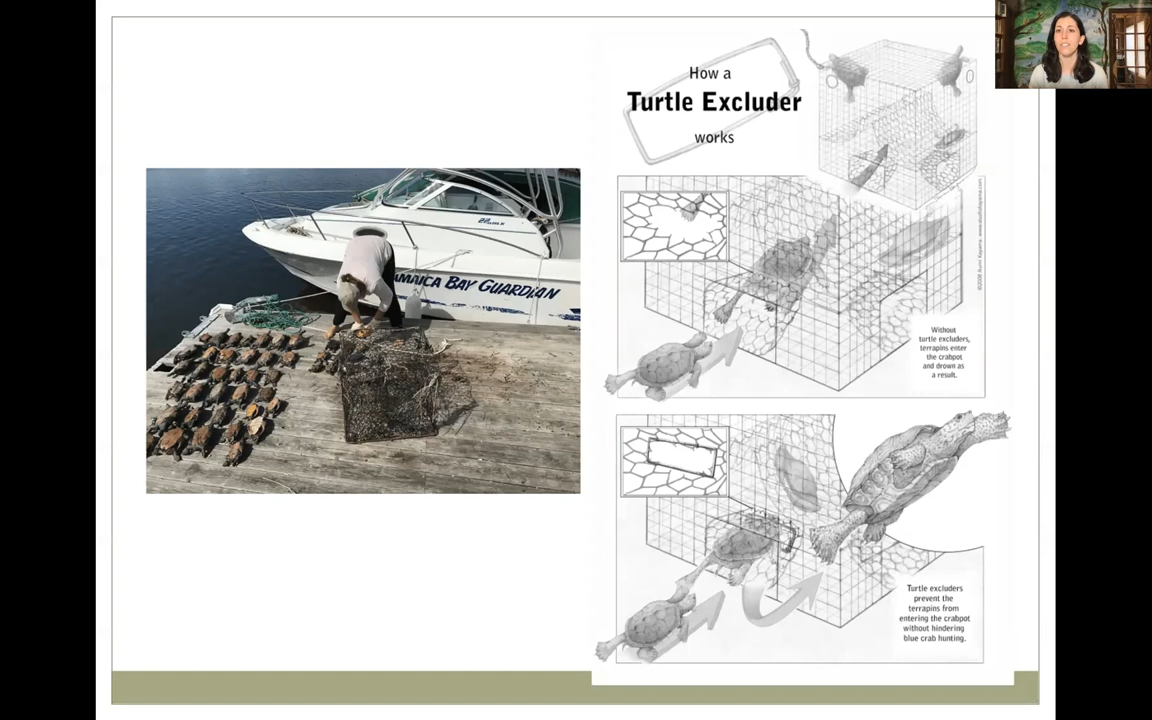 How a
Turtle Excluder
works
AMAICA BAY GUARDIAN
Without
turtle excluders,
terrapins enter
the crabpot
and drown as
a result.
Turtle excluders
prevent the
terrapins from
entering the crabpot
without hindering
blue crab hunting.